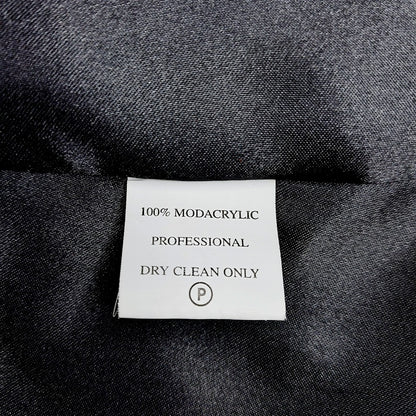 100% MODACRYLIC
PROFESSIONAL
DRY CLEAN ONLY
P